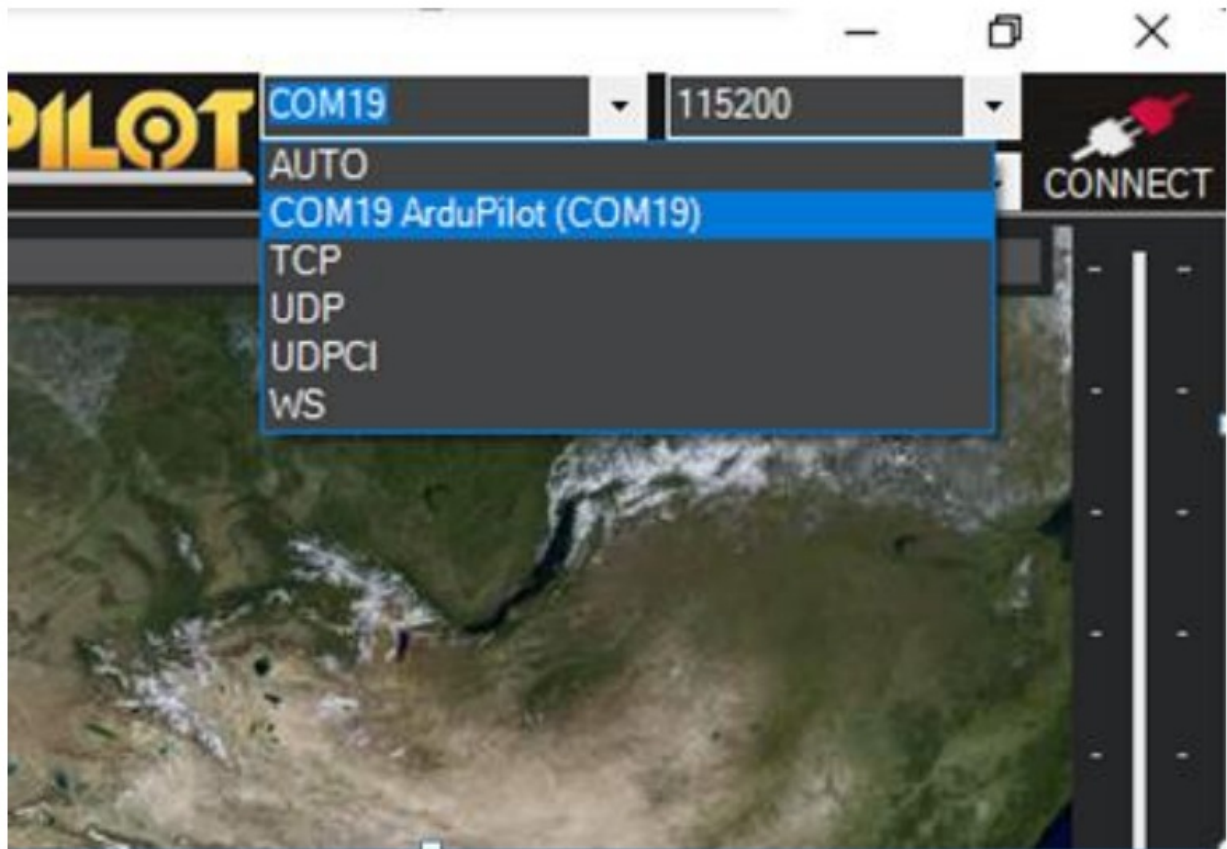 PILOT
COM19
115200
CONNECT
AUTO
COM19 ArduPilot (COM19)
TCP
UDP
UDPCI
WS